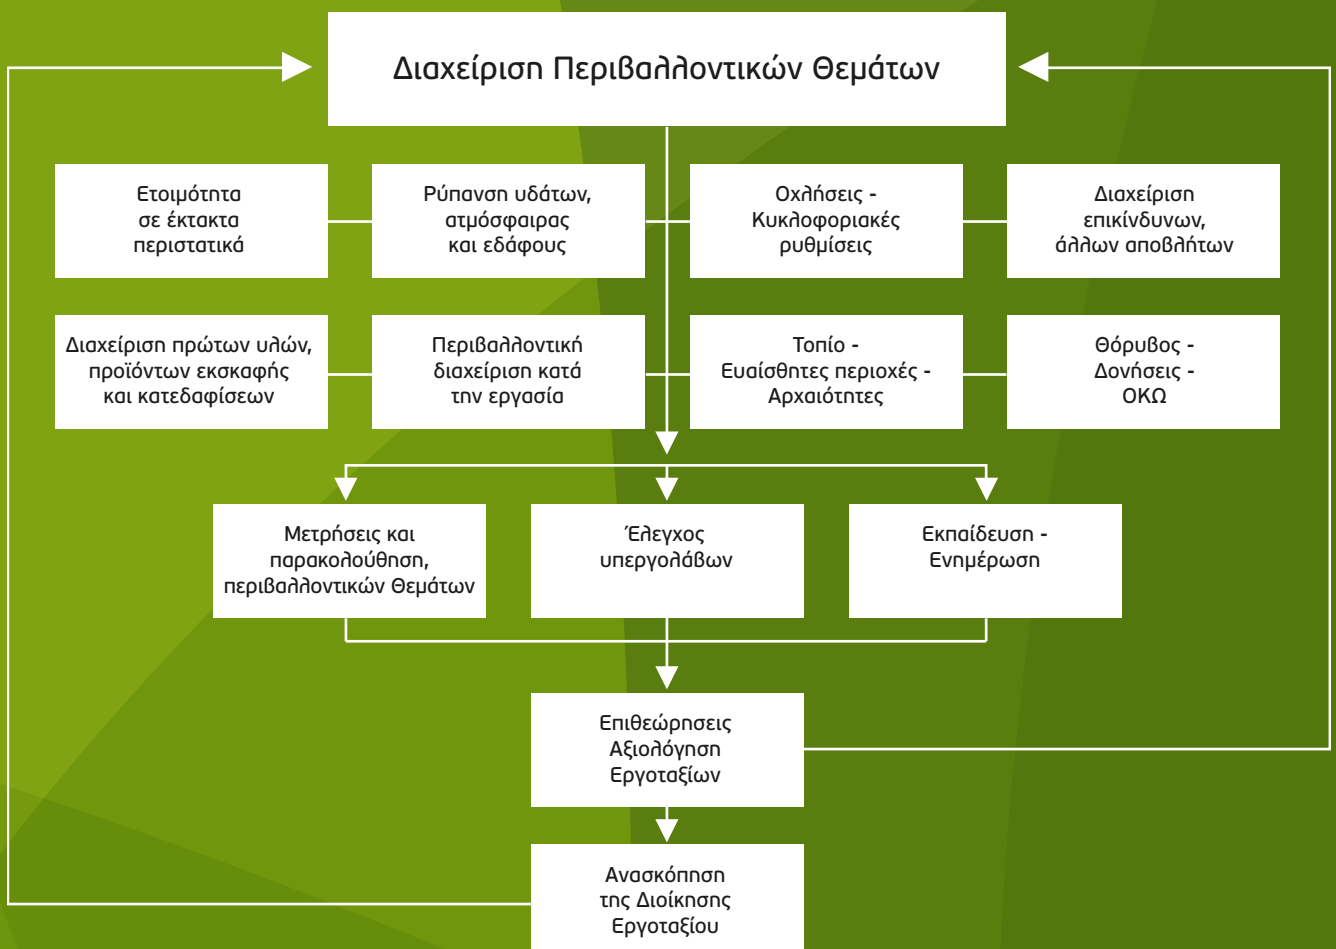 Διαχείριση Περιβαλλοντικών Θεμάτων
Ετοιμότητα
σε έκτακτα
περιστατικά
Ρύπανση υδάτων,
ατμόσφαιρας
και εδάφους
Οχλήσεις -
Κυκλοφοριακές
ρυθμίσεις
Διαχείριση
επικίνδυνων,
άλλων αποβλήτων
Διαχείριση πρώτων υλών,
προϊόντων εκσκαφής
και κατεδαφίσεων
Περιβαλλοντική
διαχείριση κατά
την εργασία
Τοπίο -
Ευαίσθητες περιοχές -
Αρχαιότητες
Θόρυβος -
Δονήσεις -
ΟΚΩ
Μετρήσεις και
παρακολούθηση,
περιβαλλοντικών Θεμάτων
Έλεγχος
υπεργολάβων
Εκπαίδευση -
Ενημέρωση
Επιθεώρησεις
Αξιολόγηση
Εργοταξίων
Ανασκόπηση
της Διοίκησης
Εργοταξίου